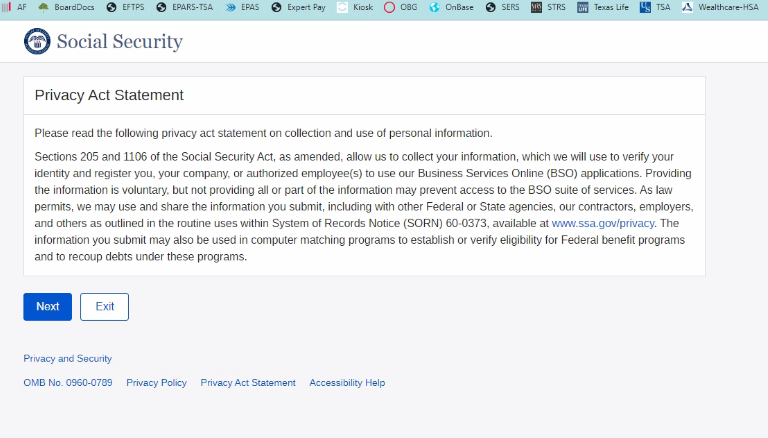 AF BoardDocs EFTPS EPARS-TSA EPAS Expert Pay Kiosk OBG OnBase SERS STRS Texas Life TSA Wealthcare-HSA
Social Security
Privacy Act Statement
Please read the following privacy act statement on collection and use of personal information.
Sections 205 and 1106 of the Social Security Act, as amended, allow us to collect your information, which we will use to verify your
identity and register you, your company, or authorized employee(s) to use our Business Services Online (BSO) applications. Providing
the information is voluntary, but not providing all or part of the information may prevent access to the BSO suite of services. As law
permits, we may use and share the information you submit, including with other Federal or State agencies, our contractors, employers,
and others as outlined in the routine uses within System of Records Notice (SORN) 60-0373, available at www.ssa.gov/privacy. The
information you submit may also be used in computer matching programs to establish or verify eligibility for Federal benefit programs
and to recoup debts under these programs.
Next Exit
Privacy and Security
OMB No. 0960-0789 Privacy Policy Privacy Act Statement Accessibility Help